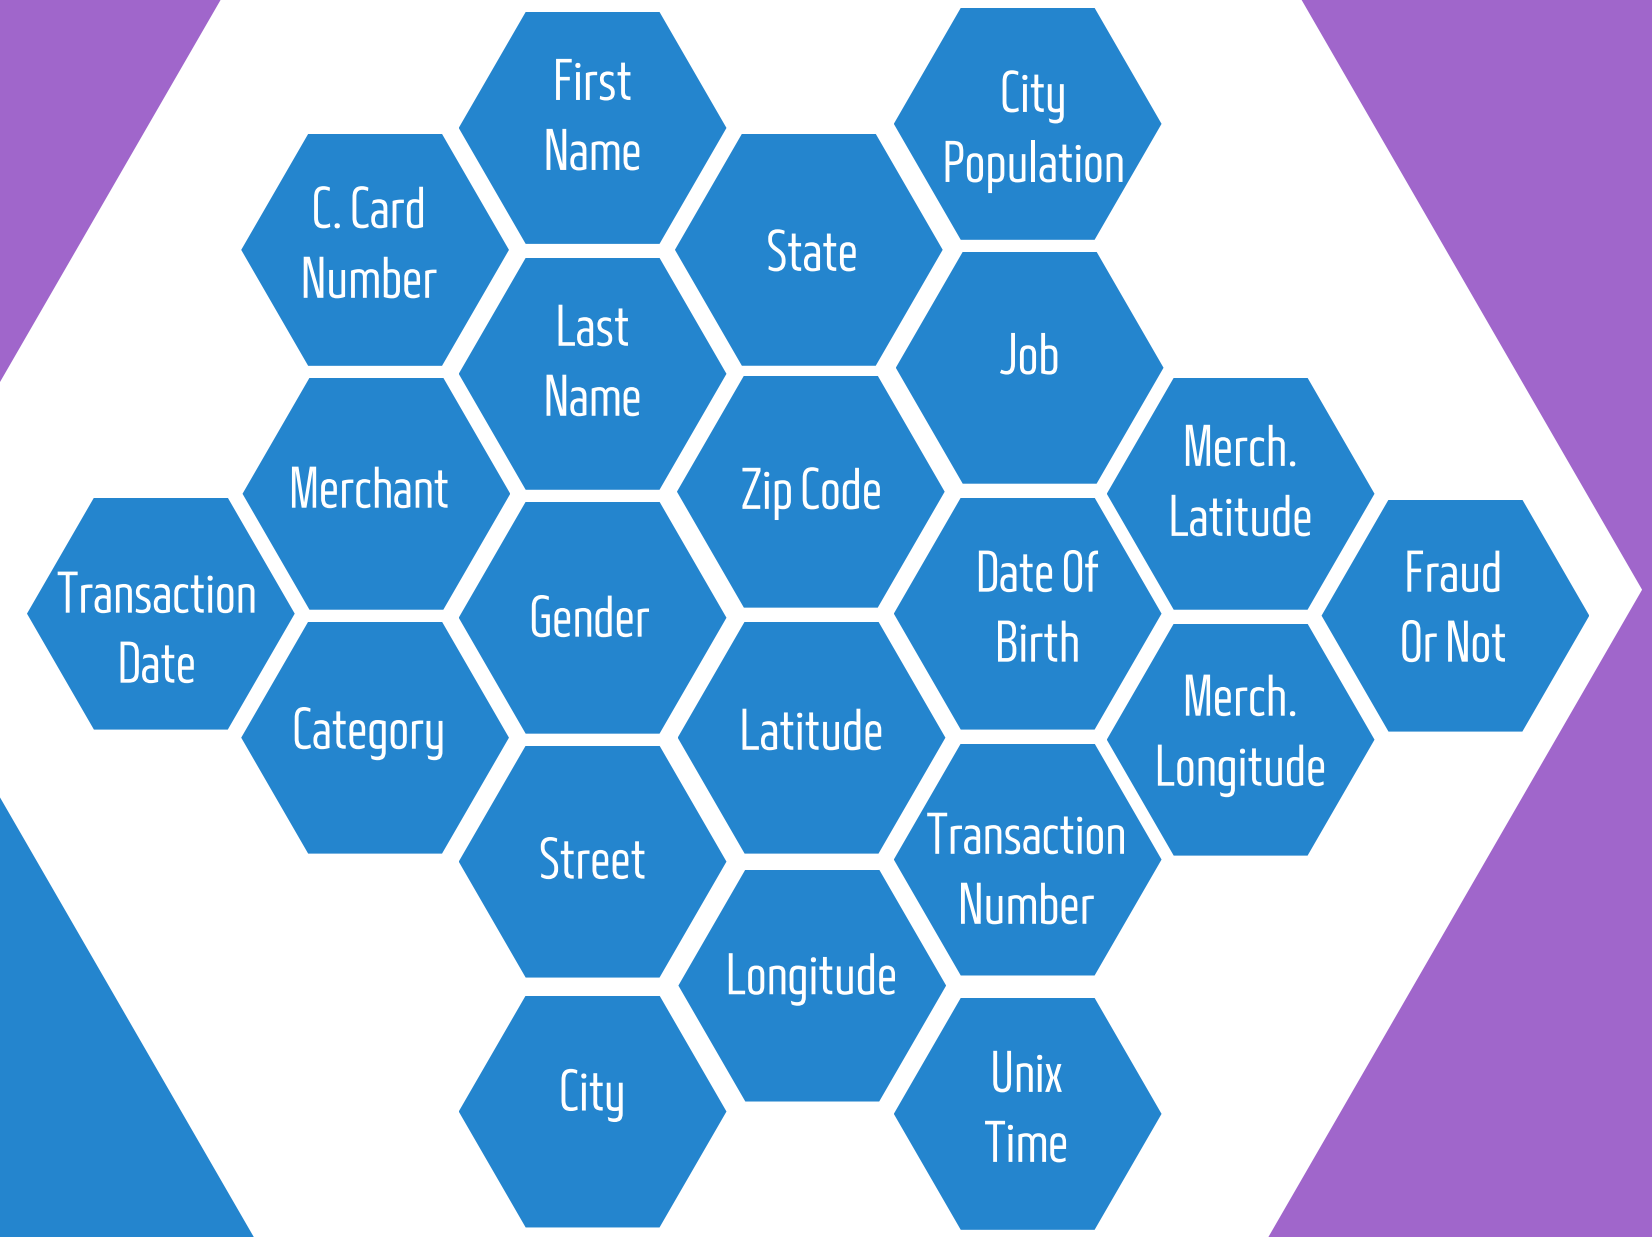 First
Name
City
Population
C. Card
Number
State
Last
Name
Job
Merchant
Zip Code
Merch.
Latitude
Transaction
Date
Gender
Date Of
Birth
Fraud
Or Not
Category
Latitude
Merch.
Longitude
Street
Transaction
Number
Longitude
City
Unix
Time